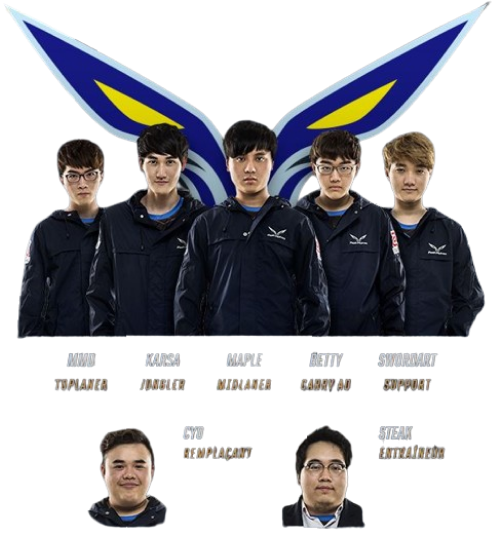 MMD KARSA MAPLE BETTY SWORDART
TOPLANER JUNGLER MIDLANER CARRY AD SUPPORT
CYO STEAK
REMPLAÇANT ENTRAÎNEUR